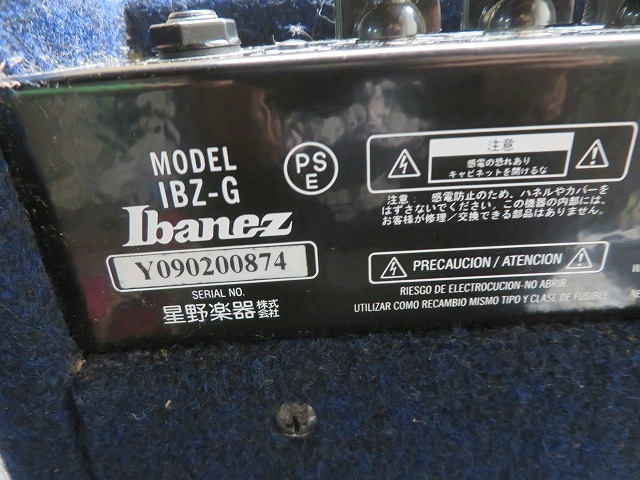 MODEL
IBZ-G
Ibanez
Y090200874
SERIAL NO.
星野楽器株式会社
PS
E
注意
感電の恐れあり
キャビネットを開けるな
注意： 感電防止のため、パネルやカバーを
はずさないでください。この機器の内部には、
お客様が修理／交換できる部品はありません。
PRECAUCION / ATENCION
RIESGO DE ELECTROCUCION-NO ABRIR
UTILIZAR COMO RECAMBIO MISMO TIPO Y CLASE DE FUSIBLE